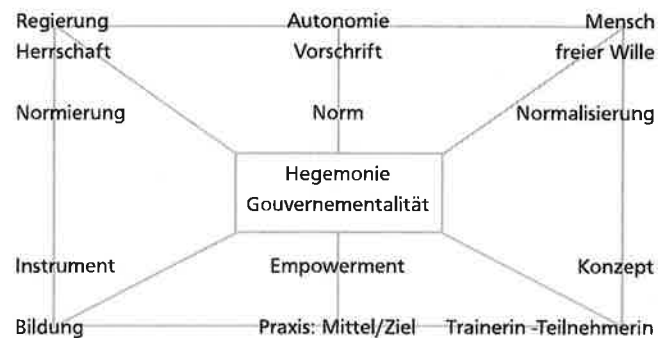 Regierung Autonomie Mensch
Herrschaft Vorschrift freier Wille
Normierung Norm Normalisierung
Hegemonie
Gouvernementalität
Instrument Empowerment Konzept
Bildung Praxis: Mittel/Ziel Trainerin -Teilnehmerin